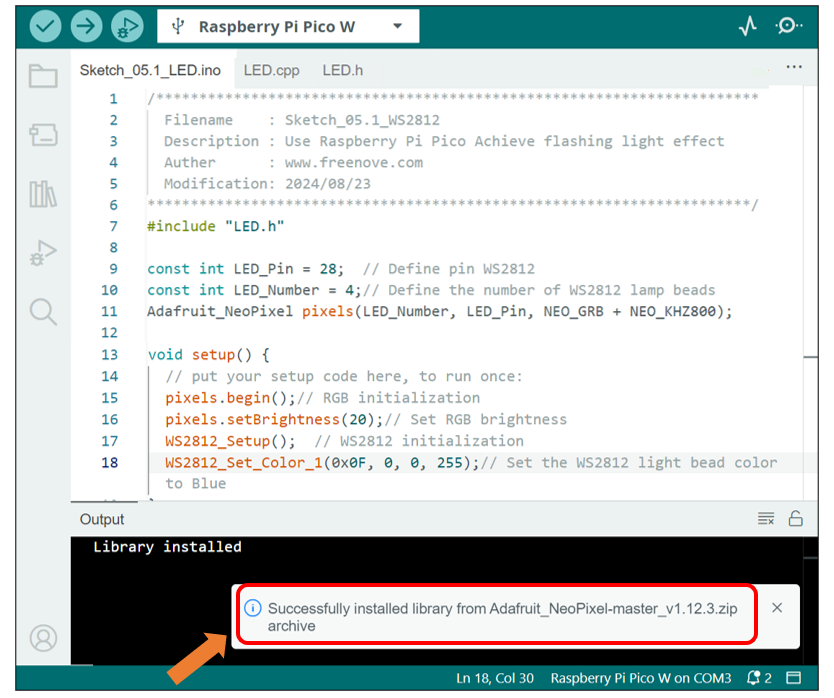 Raspberry Pi Pico W
Sketch_05.1_LED.ino LED.cpp LED.h ...
1 /**********************************************************************
2 Filename    : Sketch_05.1_WS2812
3 Description : Use Raspberry Pi Pico Achieve flashing light effect
4 Auther      : www.freenove.com
5 Modification: 2024/08/23
6 **********************************************************************/
7 #include "LED.h"
8
9 const int LED_Pin = 28;  // Define pin WS2812
10 const int LED_Number = 4;// Define the number of WS2812 lamp beads
11 Adafruit_NeoPixel pixels(LED_Number, LED_Pin, NEO_GRB + NEO_KHZ800);
12
13 void setup() {
14 // put your setup code here, to run once:
15 pixels.begin();// RGB initialization
16 pixels.setBrightness(20);// Set RGB brightness
17 WS2812_Setup();  // WS2812 initialization
18 WS2812_Set_Color_1(0x0F, 0, 0, 255);// Set the WS2812 light bead color
to Blue
Output
Library installed
Successfully installed library from Adafruit_NeoPixel-master_v1.12.3.zip
archive
Ln 18, Col 30 Raspberry Pi Pico W on COM3 2